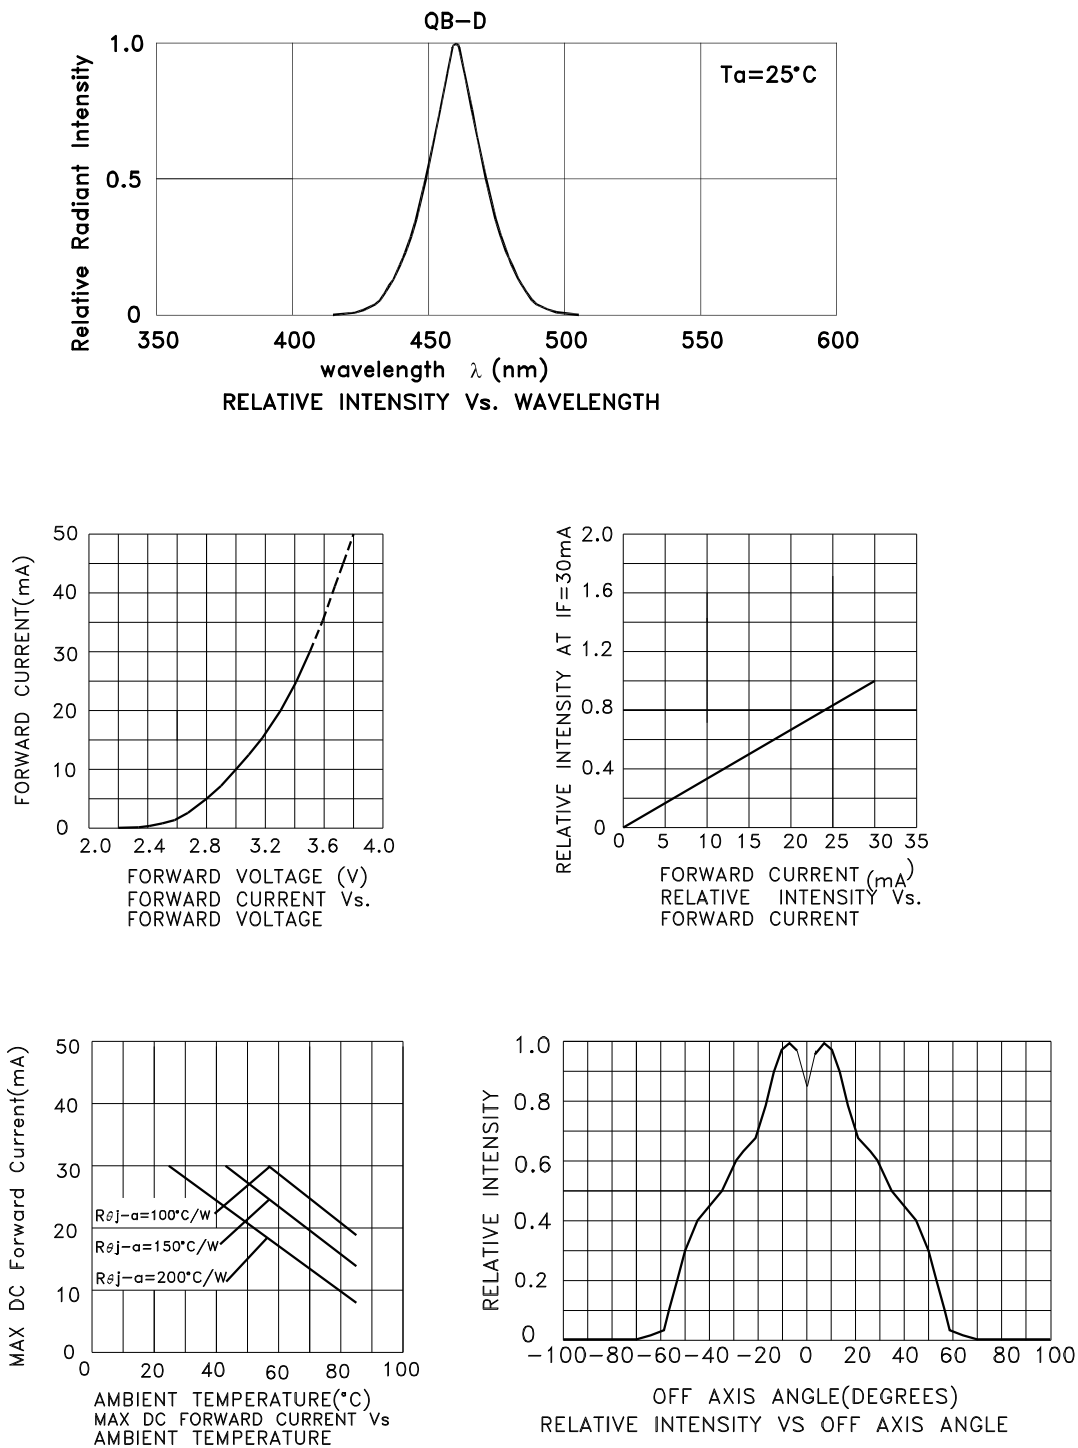 QB-D
1.0
Ta=25°C
0.5
0
Relative Radiant Intensity
350 400 450 500 550 600
wavelength λ (nm)
RELATIVE INTENSITY Vs. WAVELENGTH
50
40
30
20
10
0
FORWARD CURRENT(mA)
2.0 2.4 2.8 3.2 3.6 4.0
FORWARD VOLTAGE (V)
FORWARD CURRENT Vs.
FORWARD VOLTAGE
2.0
1.6
1.2
0.8
0.4
0
RELATIVE INTENSITY AT IF=30mA
0 5 10 15 20 25 30 35
FORWARD CURRENT (mA)
RELATIVE INTENSITY Vs.
FORWARD CURRENT
50
40
30
20
10
0
MAX DC Forward Current(mA)
Rθj-a=100°C/W
Rθj-a=150°C/W
Rθj-a=200°C/W
0 20 40 60 80 100
AMBIENT TEMPERATURE(°C)
MAX DC FORWARD CURRENT Vs
AMBIENT TEMPERATURE
1.0
0.8
0.6
0.4
0.2
0
RELATIVE INTENSITY
-100 -80 -60 -40 -20 0 20 40 60 80 100
OFF AXIS ANGLE(DEGREES)
RELATIVE INTENSITY VS OFF AXIS ANGLE